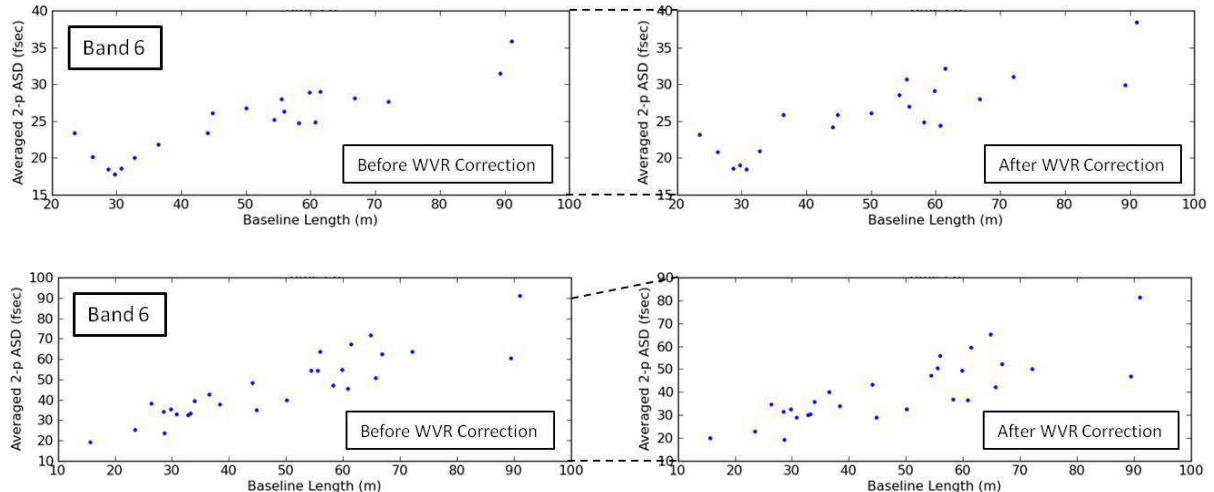 40
35
30
25
20
15
Averaged 2-p ASD (fsec)
Band 6
Before WVR Correction
20 30 40 50 60 70 80 90 100
Baseline Length (m)
40
35
30
25
20
15
Averaged 2-p ASD (fsec)
After WVR Correction
20 30 40 50 60 70 80 90 100
Baseline Length (m)
100
90
80
70
60
50
40
30
20
10
Averaged 2-p ASD (fsec)
Band 6
Before WVR Correction
10 20 30 40 50 60 70 80 90 100
Baseline Length (m)
90
80
70
60
50
40
30
20
10
Averaged 2-p ASD (fsec)
After WVR Correction
10 20 30 40 50 60 70 80 90 100
Baseline Length (m)